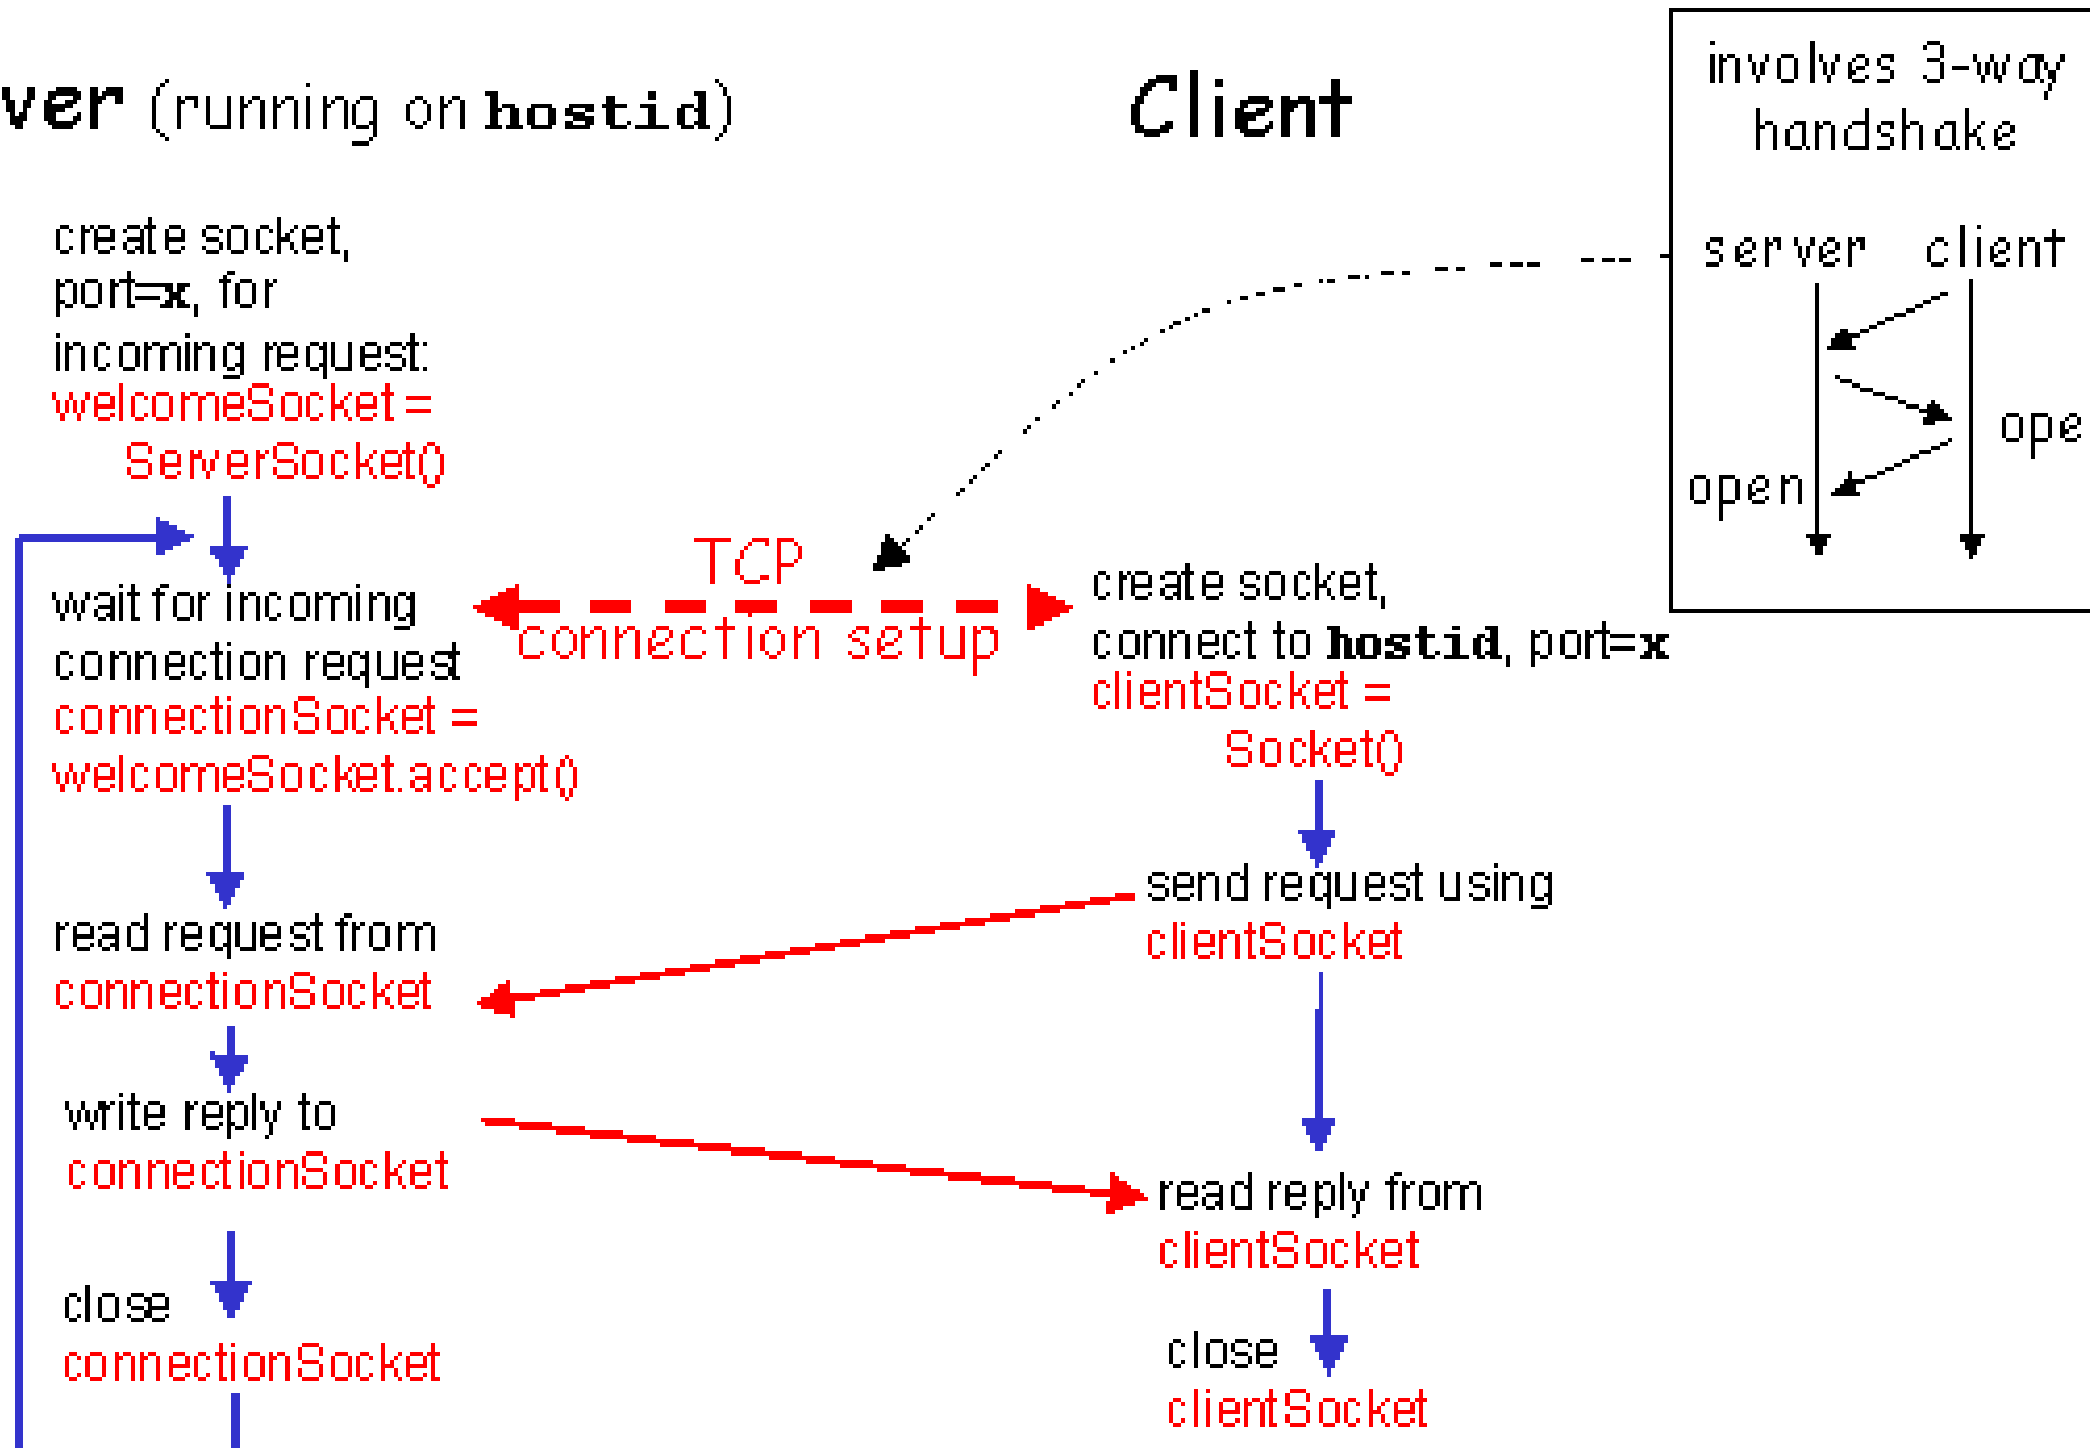 ver (running on hostid)
Client
involves 3-way
handshake
server client
ope
open
create socket,
port=x, for
incoming request:
welcomeSocket =
ServerSocket()
TCP
connection setup
wait for incoming
connection request
connectionSocket =
welcomeSocket.accept()
create socket,
connect to hostid, port=x
clientSocket =
Socket()
send request using
clientSocket
read request from
connectionSocket
write reply to
connectionSocket
read reply from
clientSocket
close
connectionSocket
close
clientSocket